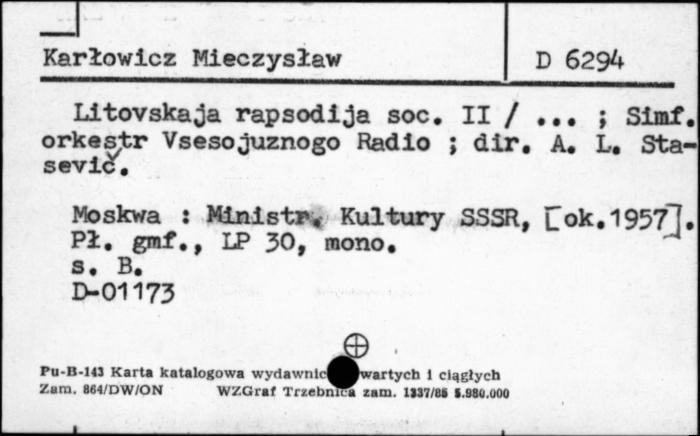 Karłowicz Mieczysław D 6294
Litovskaja rapsodija soc. II / ... ; Simf.
orkestr Vsesojuznogo Radio ; dir. A. L. Sta-
sevič.
Moskwa : Ministr. Kultury SSSR, [ok.1957].
Pł. gmf., LP 30, mono.
s. B.
D-01173
Pu-B-143 Karta katalogowa wydawnic wartych i ciągłych
Zam. 864/DW/ON WZGraf Trzebnica zam. 1337/85 5.980.000